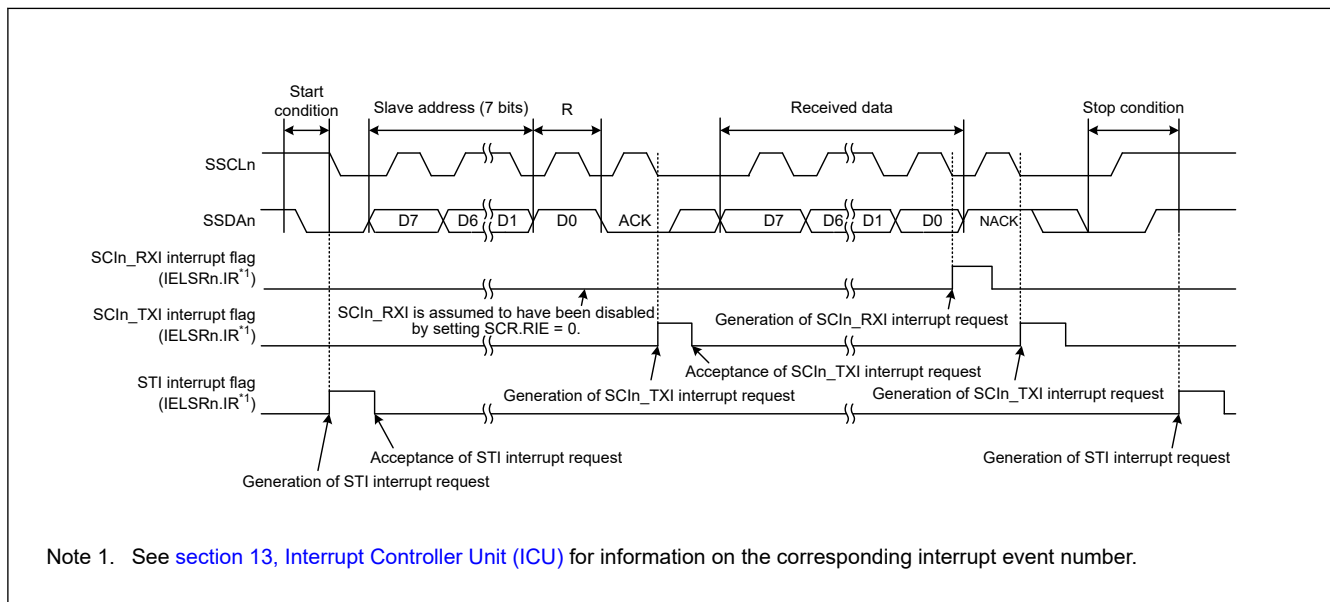 Start
condition
Slave address (7 bits)
R
Received data
Stop condition
SSCLn
SSDAn
D7
D6
D1
D0
ACK
D7
D6
D1
D0
NACK
SCIn_RXI interrupt flag
(IELSRn.IR*1)
SCIn_RXI is assumed to have been disabled
by setting SCR.RIE = 0.
Generation of SCIn_RXI interrupt request
SCIn_TXI interrupt flag
(IELSRn.IR*1)
Acceptance of SCIn_TXI interrupt request
Generation of SCIn_TXI interrupt request
Generation of SCIn_TXI interrupt request
STI interrupt flag
(IELSRn.IR*1)
Acceptance of STI interrupt request
Generation of STI interrupt request
Generation of STI interrupt request
Note 1. See section 13, Interrupt Controller Unit (ICU) for information on the corresponding interrupt event number.